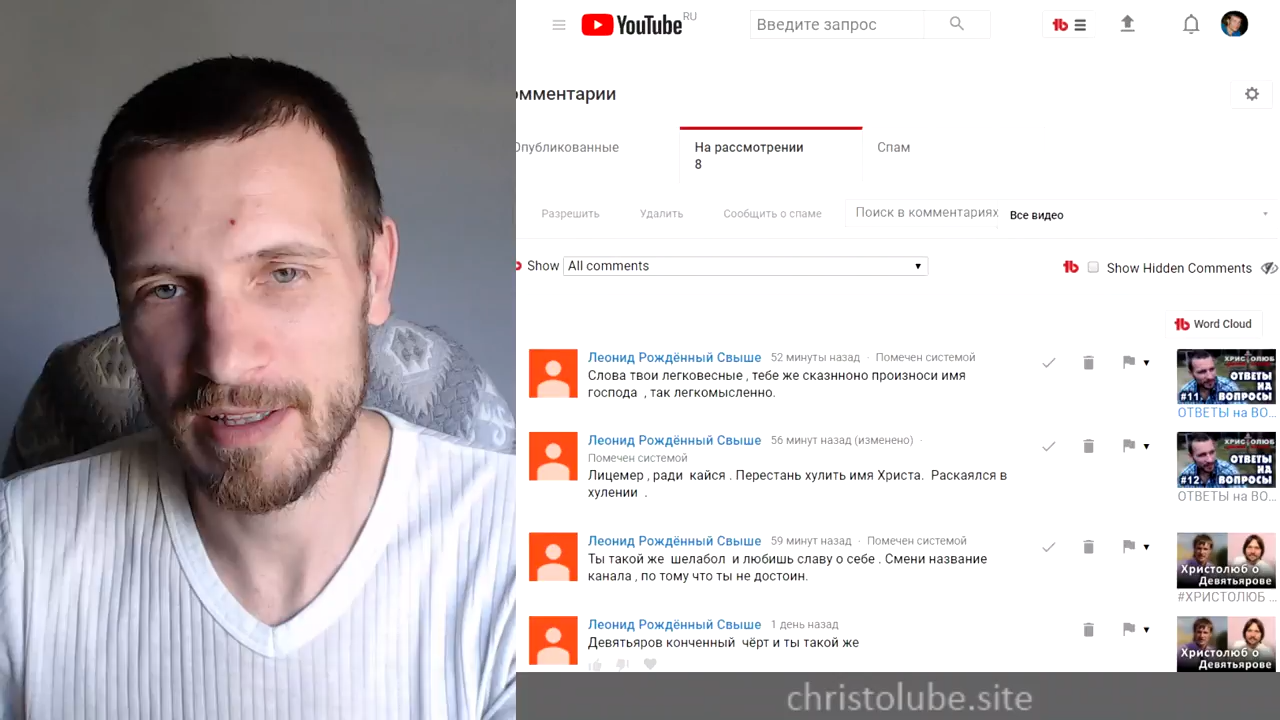 YouTube RU
Введите запрос
омментарии
Опубликованные
На рассмотрении
8
Спам
Разрешить
Удалить
Сообщить о спаме
Поиск в комментариях
Все видео
Show
All comments
Show Hidden Comments
Word Cloud
Леонид Рождённый Свыше 52 минуты назад · Помечен системой
Слова твои легковесные , тебе же сказнноно произноси имя
господа , так легкомысленно.
ХРИСТОЛЮБ
ОТВЕТЫ
НА
#11. ВОПРОСЫ
ОТВЕТЫ на ВО...
Леонид Рождённый Свыше 56 минут назад (изменено) ·
Помечен системой
Лицемер , ради кайся . Перестань хулить имя Христа. Раскаялся в
хулении .
ХРИСТОЛЮБ
ОТВЕТЫ
НА
#12. ВОПРОСЫ
ОТВЕТЫ на ВО...
Леонид Рождённый Свыше 59 минут назад · Помечен системой
Ты такой же шелабол и любишь славу о себе . Смени название
канала , по тому что ты не достоин.
Христолюб о
Девятьярове
#ХРИСТОЛЮБ ...
Леонид Рождённый Свыше 1 день назад
Девятьяров конченный чёрт и ты такой же
Христолюб о
Девятьярове
christolube.site